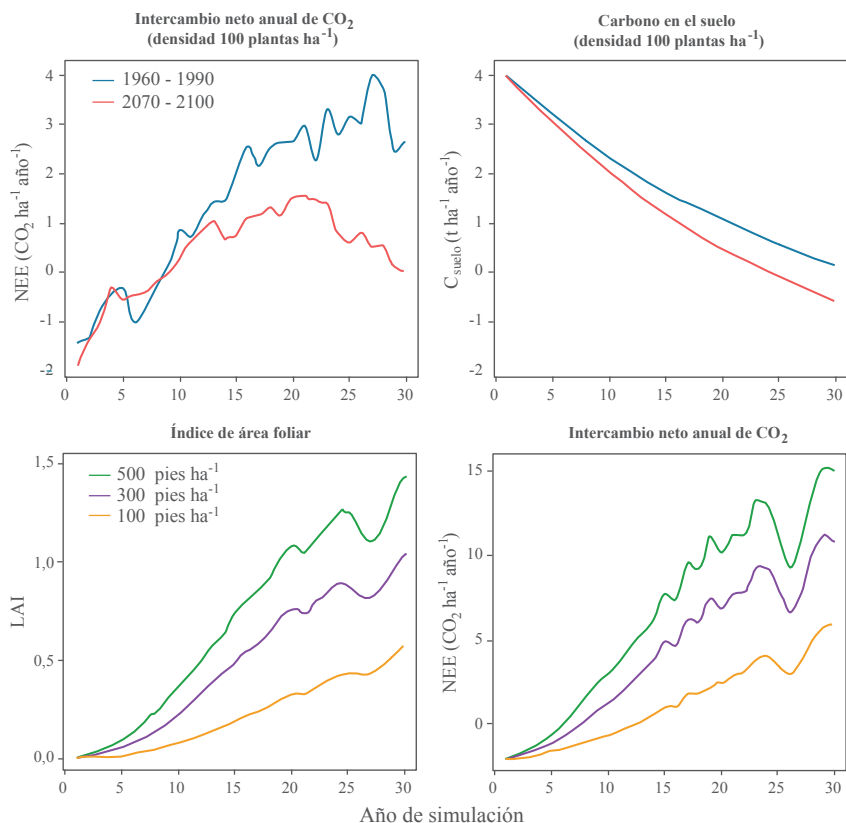 Intercambio neto anual de CO₂
(densidad 100 plantas ha⁻¹)
NEE (CO₂ ha⁻¹ año⁻¹)
4
3
2
1
0
-1
-2
1960 - 1990
2070 - 2100
0 5 10 15 20 25 30
Carbono en el suelo
(densidad 100 plantas ha⁻¹)
C suelo (t ha⁻¹ año⁻¹)
4
3
2
1
0
-1
-2
0 5 10 15 20 25 30
Índice de área foliar
LAI
1,5
1,0
0,5
0,0
500 pies ha⁻¹
300 pies ha⁻¹
100 pies ha⁻¹
0 5 10 15 20 25 30
Intercambio neto anual de CO₂
NEE (CO₂ ha⁻¹ año⁻¹)
15
10
5
0
0 5 10 15 20 25 30
Año de simulación